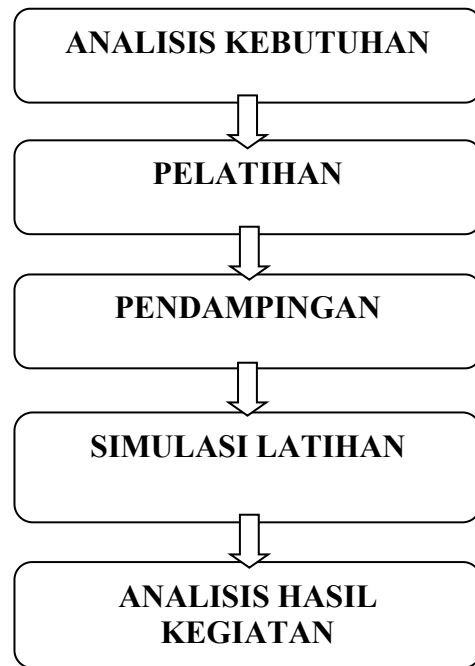 ANALISIS KEBUTUHAN
PELATIHAN
PENDAMPINGAN
SIMULASI LATIHAN
ANALISIS HASIL
KEGIATAN